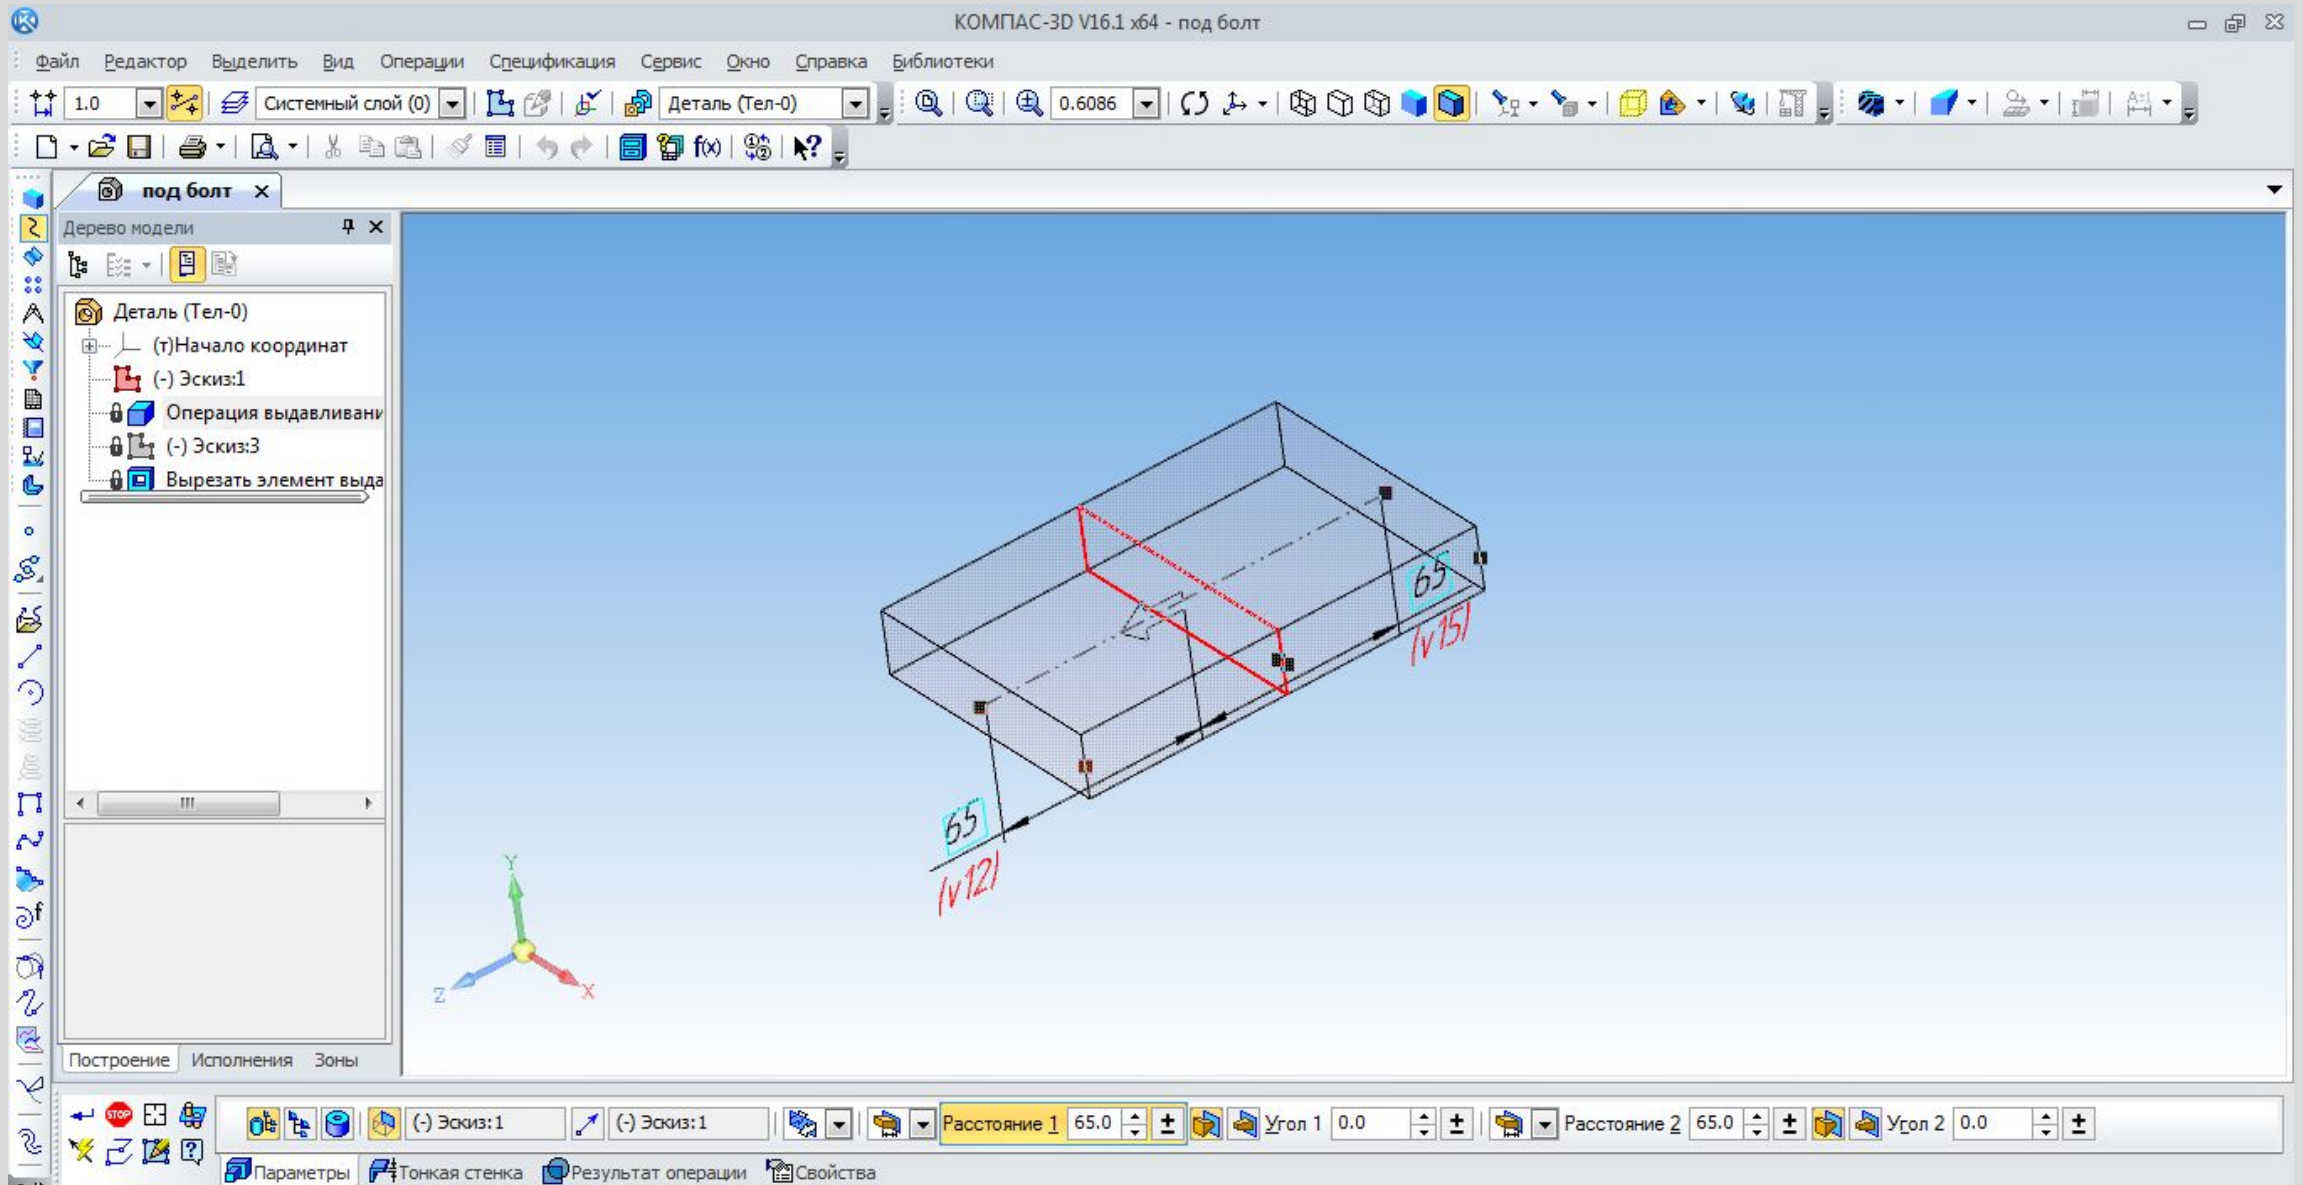 КОМПАС-3D V16.1 x64 - под болт
Файл Редактор Выделить Вид Операции Спецификация Сервис Окно Справка Библиотеки
1.0 Системный слой (0) Деталь (Тел-0) 0.6086
f(x)
под болт
Дерево модели
Деталь (Тел-0)
(т)Начало координат
(-) Эскиз:1
Операция выдавливани
(-) Эскиз:3
Вырезать элемент выда
65
(v15)
65
(v12)
Y
Z
X
Построение Исполнения Зоны
STOP
(-) Эскиз:1 (-) Эскиз:1 Расстояние 1 65.0 Угол 1 0.0 Расстояние 2 65.0 Угол 2 0.0
Параметры Тонкая стенка Результат операции Свойства